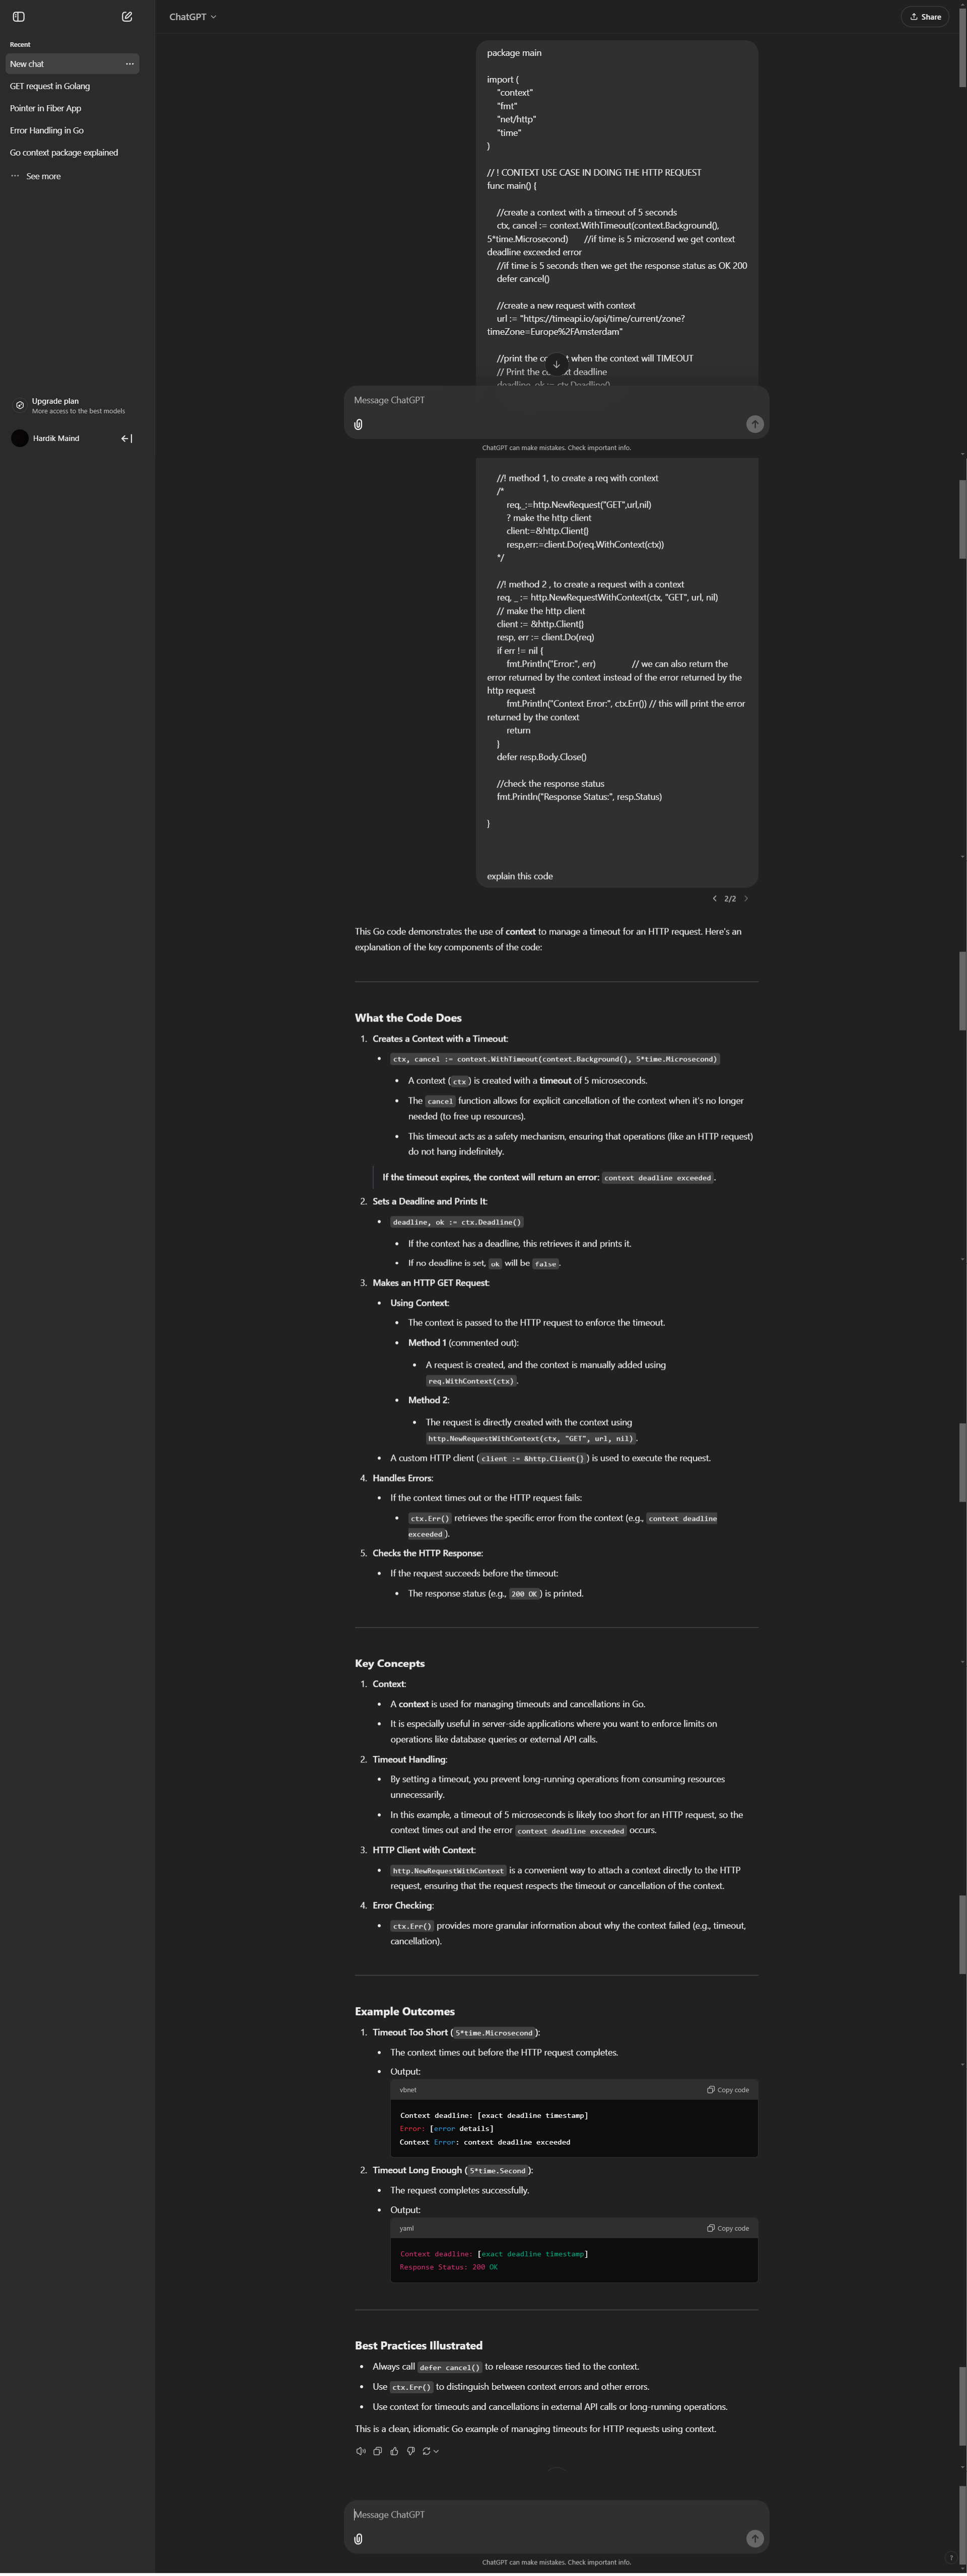 ChatGPT
Share
Recent
New chat
GET request in Golang
Pointer in Fiber App
Error Handling in Go
Go context package explained
See more
Upgrade plan
More access to the best models
Hardik Maind
package main
import (
"context"
"fmt"
"net/http"
"time"
)
// ! CONTEXT USE CASE IN DOING THE HTTP REQUEST
func main() {
//create a context with a timeout of 5 seconds
ctx, cancel := context.WithTimeout(context.Background(),
5*time.Microsecond) //if time is 5 microsend we get context
deadline exceeded error
//if time is 5 seconds then we get the response status as OK 200
defer cancel()
//create a new request with context
url := "https://timeapi.io/api/time/current/zone?
timeZone=Europe%2FAmsterdam"
//print the when the context will TIMEOUT
// Print the deadline
deadline, ok := ctx.Deadline()
Message ChatGPT
ChatGPT can make mistakes. Check important info.
//! method 1, to create a req with context
/*
req,_:=http.NewRequest("GET",url,nil)
? make the http client
client:=&http.Client{}
resp,err:=client.Do(req.WithContext(ctx))
*/
//! method 2 , to create a request with a context
req, _ := http.NewRequestWithContext(ctx, "GET", url, nil)
// make the http client
client := &http.Client{}
resp, err := client.Do(req)
if err != nil {
fmt.Println("Error:", err) // we can also return the
error returned by the context instead of the error returned by the
http request
fmt.Println("Context Error:", ctx.Err()) // this will print the error
returned by the context
return
}
defer resp.Body.Close()
//check the response status
fmt.Println("Response Status:", resp.Status)
}
explain this code
2/2
This Go code demonstrates the use of context to manage a timeout for an HTTP request. Here's an
explanation of the key components of the code:
What the Code Does
1. Creates a Context with a Timeout:
• ctx, cancel := context.WithTimeout(context.Background(), 5*time.Microsecond)
• A context (ctx) is created with a timeout of 5 microseconds.
• The cancel function allows for explicit cancellation of the context when it's no longer
needed (to free up resources).
• This timeout acts as a safety mechanism, ensuring that operations (like an HTTP request)
do not hang indefinitely.
If the timeout expires, the context will return an error: context deadline exceeded.
2. Sets a Deadline and Prints It:
• deadline, ok := ctx.Deadline()
• If the context has a deadline, this retrieves it and prints it.
• If no deadline is set, ok will be false.
3. Makes an HTTP GET Request:
• Using Context:
• The context is passed to the HTTP request to enforce the timeout.
• Method 1 (commented out):
• A request is created, and the context is manually added using
req.WithContext(ctx).
• Method 2:
• The request is directly created with the context using
http.NewRequestWithContext(ctx, "GET", url, nil).
• A custom HTTP client (client := &http.Client{}) is used to execute the request.
4. Handles Errors:
• If the context times out or the HTTP request fails:
• ctx.Err() retrieves the specific error from the context (e.g., context deadline
exceeded).
5. Checks the HTTP Response:
• If the request succeeds before the timeout:
• The response status (e.g., 200 OK) is printed.
Key Concepts
1. Context:
• A context is used for managing timeouts and cancellations in Go.
• It is especially useful in server-side applications where you want to enforce limits on
operations like database queries or external API calls.
2. Timeout Handling:
• By setting a timeout, you prevent long-running operations from consuming resources
unnecessarily.
• In this example, a timeout of 5 microseconds is likely too short for an HTTP request, so the
context times out and the error context deadline exceeded occurs.
3. HTTP Client with Context:
• http.NewRequestWithContext is a convenient way to attach a context directly to the HTTP
request, ensuring that the request respects the timeout or cancellation of the context.
4. Error Checking:
• ctx.Err() provides more granular information about why the context failed (e.g., timeout,
cancellation).
Example Outcomes
1. Timeout Too Short (5*time.Microsecond):
• The context times out before the HTTP request completes.
• Output:
vbnet Copy code
Context deadline: [exact deadline timestamp]
Error: [error details]
Context Error: context deadline exceeded
2. Timeout Long Enough (5*time.Second):
• The request completes successfully.
• Output:
yaml Copy code
Context deadline: [exact deadline timestamp]
Response Status: 200 OK
Best Practices Illustrated
• Always call defer cancel() to release resources tied to the context.
• Use ctx.Err() to distinguish between context errors and other errors.
• Use context for timeouts and cancellations in external API calls or long-running operations.
This is a clean, idiomatic Go example of managing timeouts for HTTP requests using context.
Message ChatGPT
ChatGPT can make mistakes. Check important info.
?